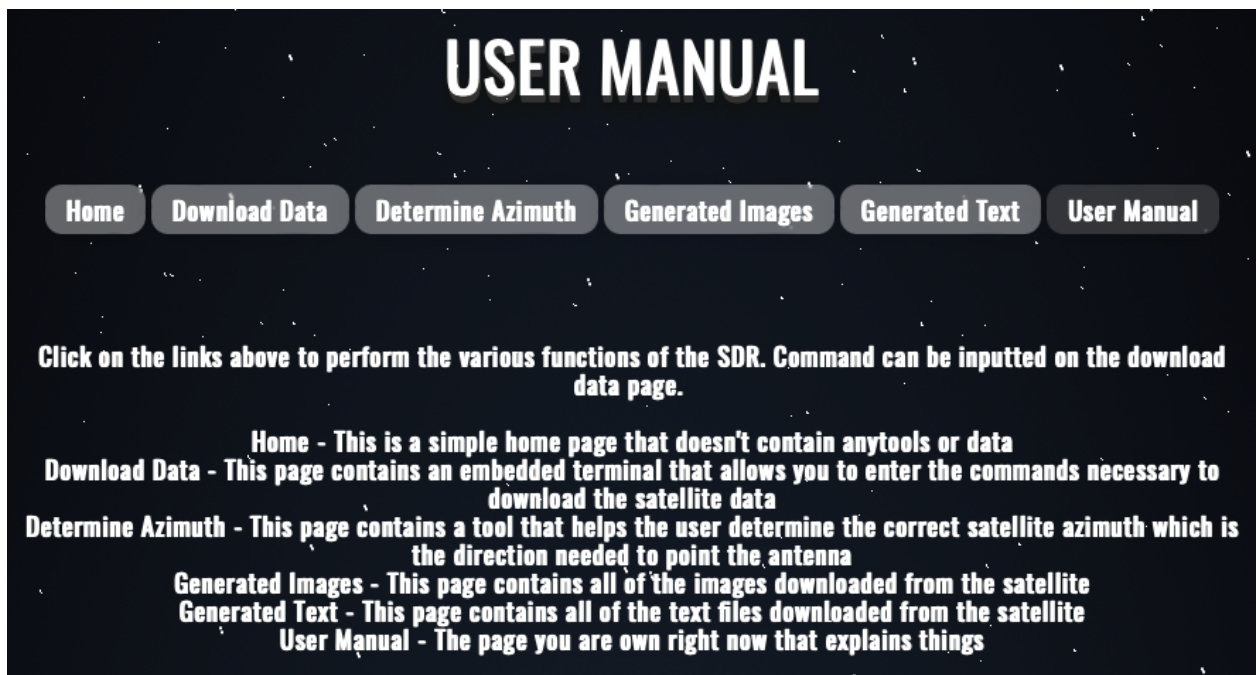 USER MANUAL
Home Download Data Determine Azimuth Generated Images Generated Text User Manual
Click on the links above to perform the various functions of the SDR. Command can be inputted on the download
data page.
Home - This is a simple home page that doesn't contain anytools or data
Download Data - This page contains an embedded terminal that allows you to enter the commands necessary to
download the satellite data
Determine Azimuth - This page contains a tool that helps the user determine the correct satellite azimuth which is
the direction needed to point the antenna
Generated Images - This page contains all of the images downloaded from the satellite
Generated Text - This page contains all of the text files downloaded from the satellite
User Manual - The page you are own right now that explains things